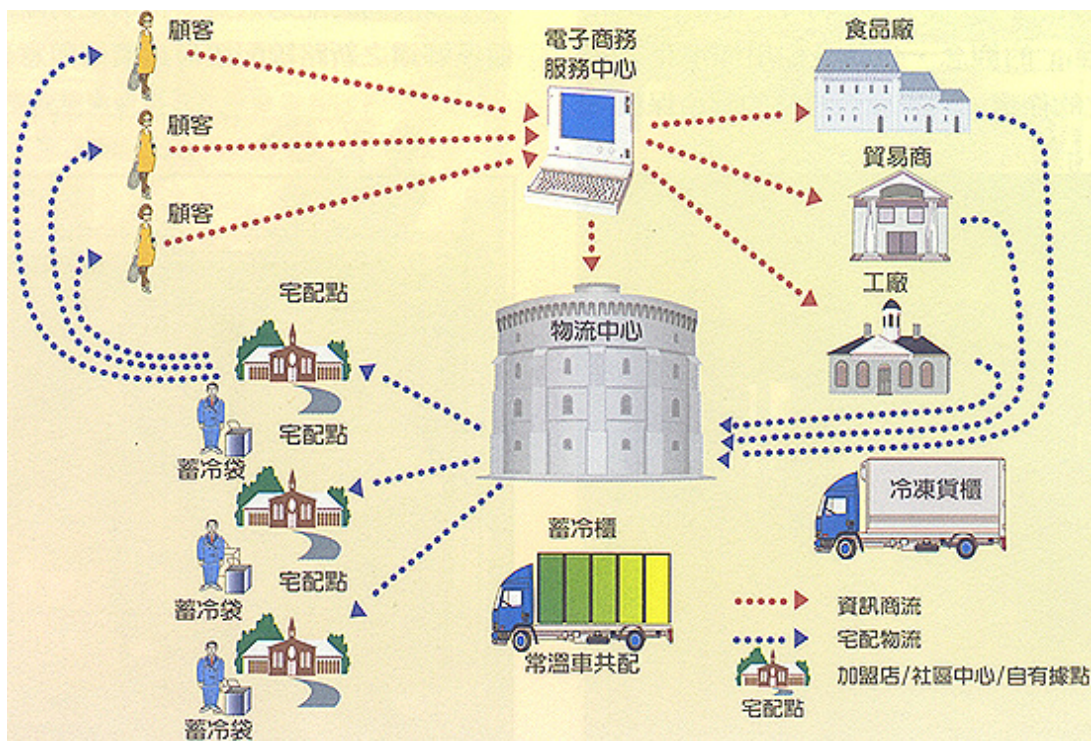 顧客
電子商務
服務中心
食品廠
顧客
貿易商
顧客
工廠
宅配點
物流中心
宅配點
蓄冷袋
宅配點
蓄冷袋
蓄冷袋
蓄冷櫃
常溫車共配
冷凍貨櫃
資訊商流
宅配物流
加盟店/社區中心/自有據點
宅配點